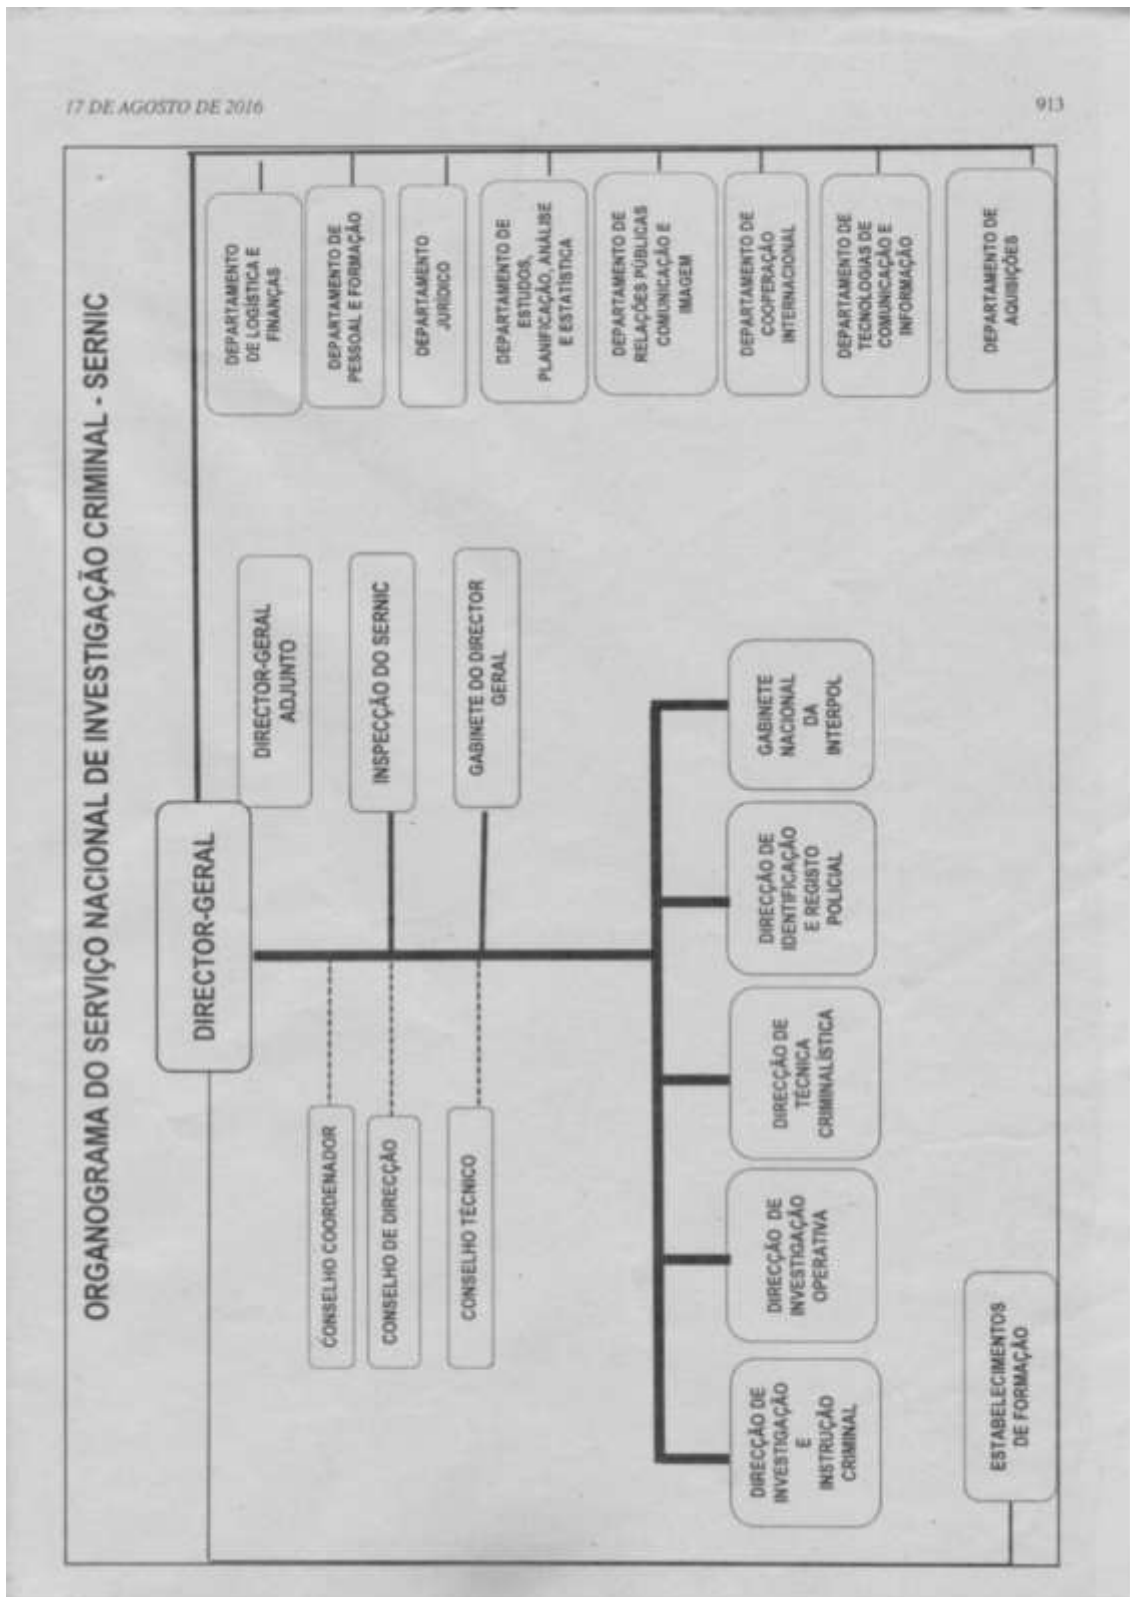 17 DE AGOSTO DE 2016
913
ORGANOGRAMA DO SERVIÇO NACIONAL DE INVESTIGAÇÃO CRIMINAL - SERNIC
DIRECTOR-GERAL
DIRECTOR-GERAL
ADJUNTO
INSPECÇÃO DO SERNIC
GABINETE DO DIRECTOR
GERAL
CONSELHO COORDENADOR
CONSELHO DE DIRECÇÃO
CONSELHO TÉCNICO
DIRECÇÃO DE
INVESTIGAÇÃO
E
INSTRUÇÃO
CRIMINAL
DIRECÇÃO DE
INVESTIGAÇÃO
OPERATIVA
DIRECÇÃO DE
TÉCNICA
CRIMINALÍSTICA
DIRECÇÃO DE
IDENTIFICAÇÃO
E REGISTO
POLICIAL
GABINETE
NACIONAL
DA
INTERPOL
DEPARTAMENTO
DE LOGÍSTICA E
FINANÇAS
DEPARTAMENTO DE
PESSOAL E FORMAÇÃO
DEPARTAMENTO
JURÍDICO
DEPARTAMENTO DE
ESTUDOS,
PLANIFICAÇÃO, ANÁLISE
E ESTATÍSTICA
DEPARTAMENTO DE
RELAÇÕES PÚBLICAS
COMUNICAÇÃO E
IMAGEM
DEPARTAMENTO DE
COOPERAÇÃO
INTERNACIONAL
DEPARTAMENTO DE
TECNOLOGIAS DE
COMUNICAÇÃO E
INFORMAÇÃO
DEPARTAMENTO DE
AQUISIÇÕES
ESTABELECIMENTOS
DE FORMAÇÃO